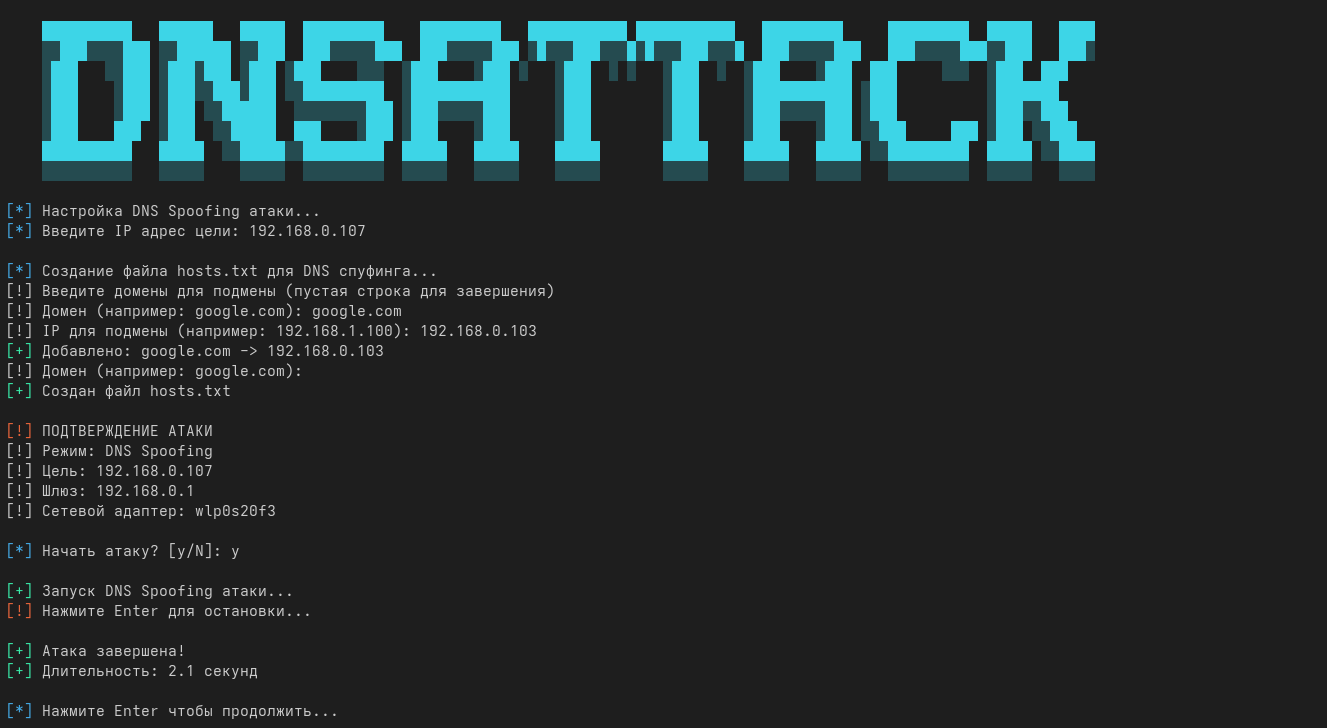 DNSATTACK
[*] Настройка DNS Spoofing атаки...
[*] Введите IP адрес цели: 192.168.0.107
[*] Создание файла hosts.txt для DNS спуфинга...
[!] Введите домены для подмены (пустая строка для завершения)
[!] Домен (например: google.com): google.com
[!] IP для подмены (например: 192.168.1.100): 192.168.0.103
[+] Добавлено: google.com -> 192.168.0.103
[!] Домен (например: google.com):
[+] Создан файл hosts.txt
[!] ПОДТВЕРЖДЕНИЕ АТАКИ
[!] Режим: DNS Spoofing
[!] Цель: 192.168.0.107
[!] Шлюз: 192.168.0.1
[!] Сетевой адаптер: wlp0s20f3
[*] Начать атаку? [y/N]: y
[+] Запуск DNS Spoofing атаки...
[!] Нажмите Enter для остановки...
[+] Атака завершена!
[+] Длительность: 2.1 секунд
[*] Нажмите Enter чтобы продолжить...